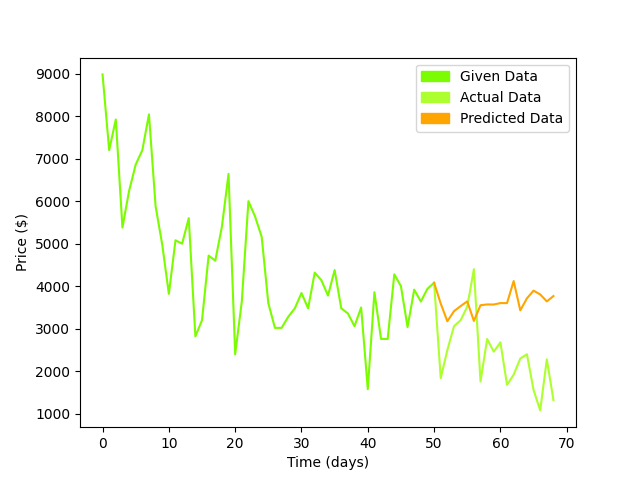 Given Data
Actual Data
Predicted Data
9000
8000
7000
6000
5000
4000
3000
2000
1000
Price ($)
0 10 20 30 40 50 60 70
Time (days)